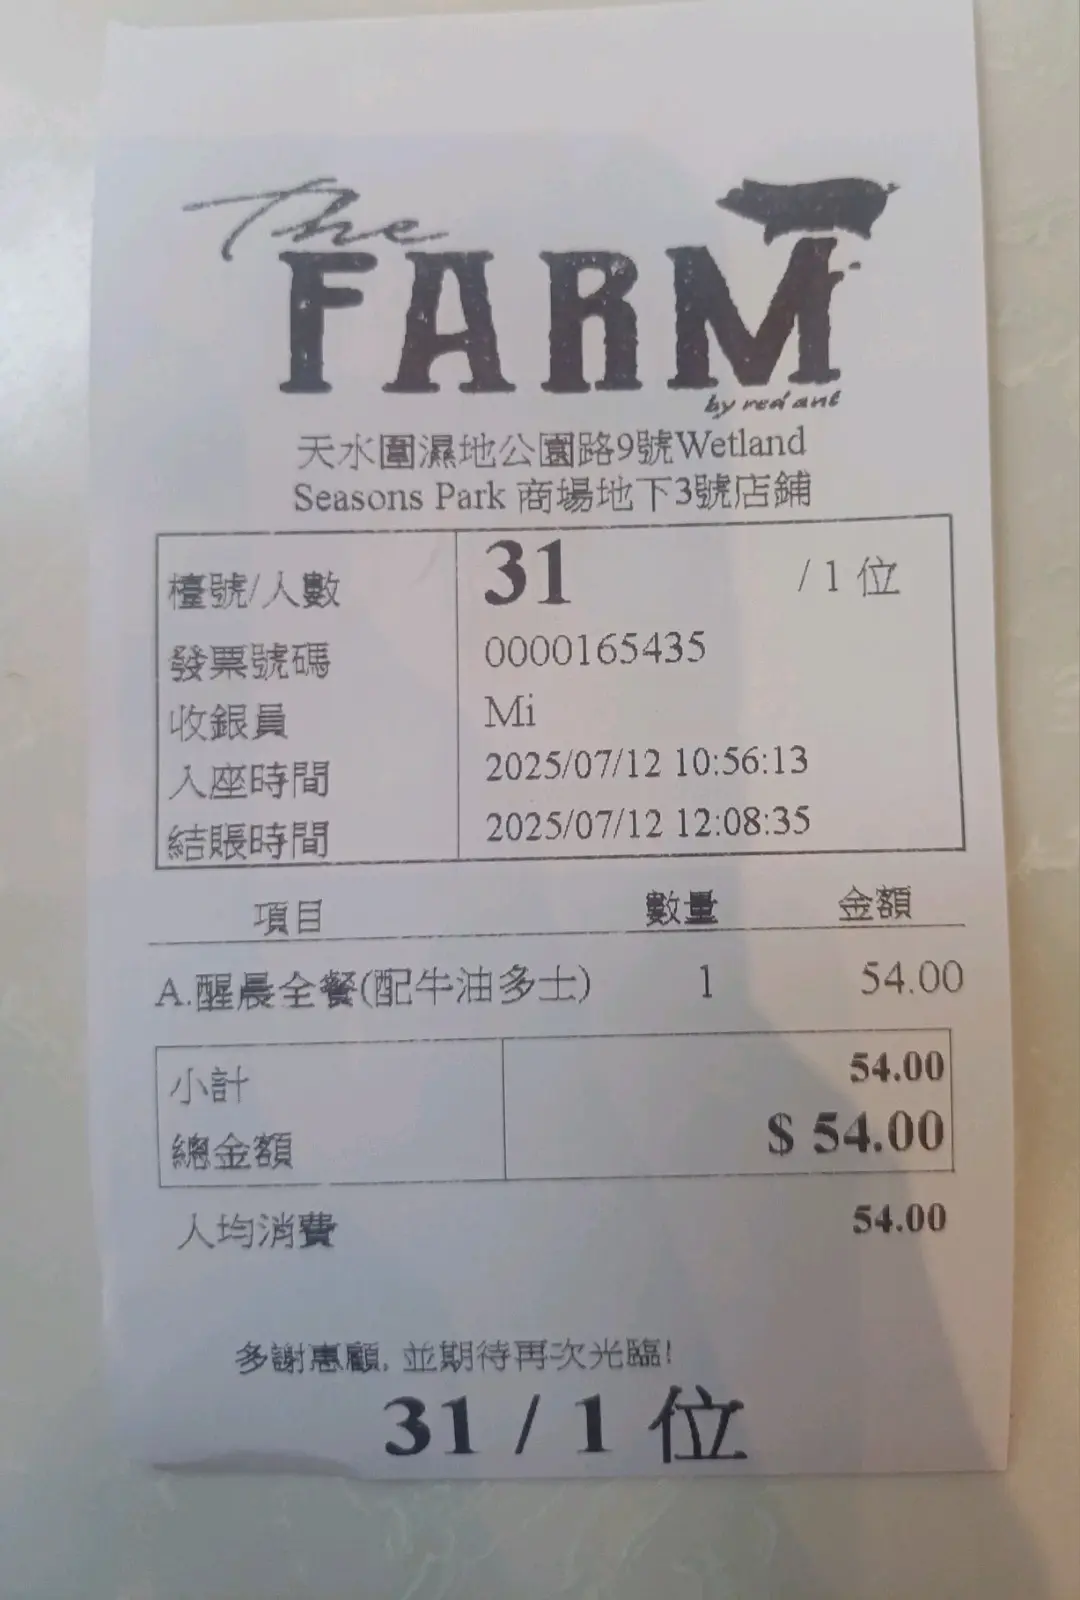 The
FARM
by red ant
天水圍濕地公園路9號Wetland
Seasons Park 商場地下3號店鋪
檯號/人數 31 / 1 位
發票號碼 0000165435
收銀員 Mi
入座時間 2025/07/12 10:56:13
結賬時間 2025/07/12 12:08:35
項目 數量 金額
A.醒晨全餐(配牛油多士) 1 54.00
小計 54.00
總金額 $ 54.00
人均消費 54.00
多謝惠顧, 並期待再次光臨!
31 / 1 位